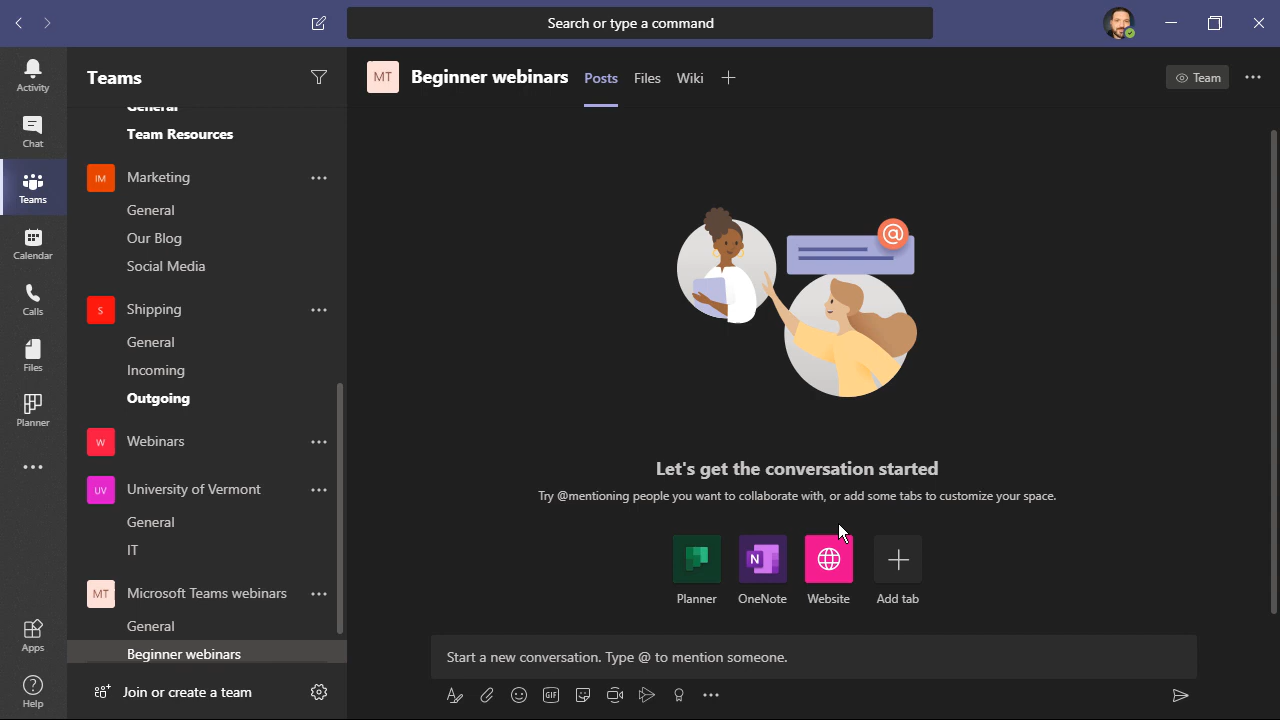 Search or type a command
Activity
Chat
Teams
Calendar
Calls
Files
Planner
Apps
Help
Teams
General
Team Resources
IM Marketing
General
Our Blog
Social Media
S Shipping
General
Incoming
Outgoing
W Webinars
UV University of Vermont
General
IT
MT Microsoft Teams webinars
General
Beginner webinars
Join or create a team
MT Beginner webinars Posts Files Wiki
Team
@
Let's get the conversation started
Try @mentioning people you want to collaborate with, or add some tabs to customize your space.
N
Planner OneNote Website Add tab
Start a new conversation. Type @ to mention someone.
GIF